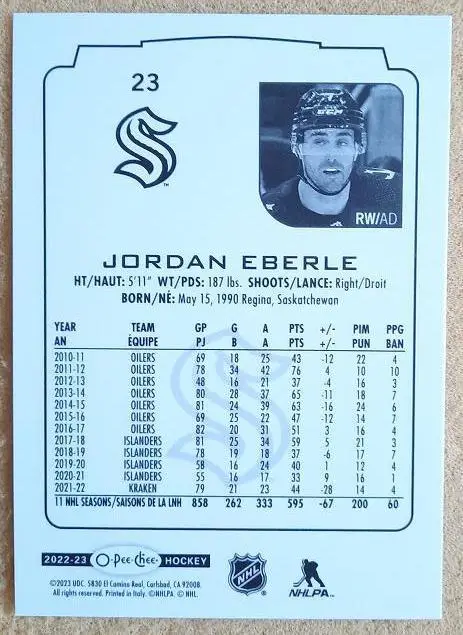 23
TM
RW/AD
JORDAN EBERLE
HT/HAUT: 5'11" WT/PDS: 187 lbs. SHOOTS/LANCE: Right/Droit
BORN/NÉ: May 15, 1990 Regina, Saskatchewan
YEAR TEAM GP G A PTS +/- PIM PPG
AN ÉQUIPE PJ B A PTS +/- PUN BAN
2010-11 OILERS 69 18 25 43 -12 22 4
2011-12 OILERS 78 34 42 76 4 10 10
2012-13 OILERS 48 16 21 37 -4 16 3
2013-14 OILERS 80 28 37 65 -11 18 7
2014-15 OILERS 81 24 39 63 -16 24 6
2015-16 OILERS 69 25 22 47 -12 14 7
2016-17 OILERS 82 20 31 51 3 16 4
2017-18 ISLANDERS 81 25 34 59 5 21 3
2018-19 ISLANDERS 78 19 18 37 -6 17 7
2019-20 ISLANDERS 58 16 24 40 1 12 4
2020-21 ISLANDERS 55 16 17 33 9 16 1
2021-22 KRAKEN 79 21 23 44 -28 14 4
11 NHL SEASONS/SAISONS DE LA LNH 858 262 333 595 -67 200 60
2022-23 O-Pee-Chee HOCKEY
©2023 UDC. 5830 El Camino Real, Carlsbad, CA 92008.
All rights reserved. Printed in Italy. ©NHLPA. © NHL.
NHL
NHLPA